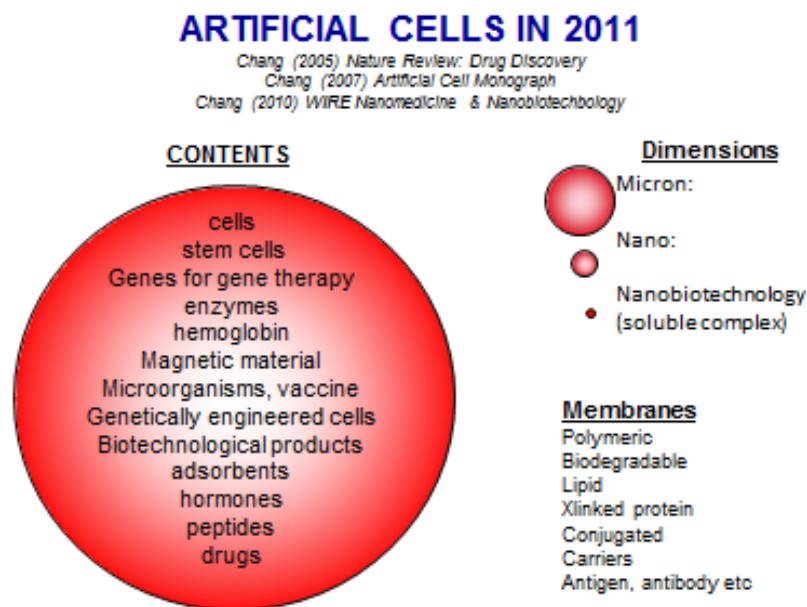 ARTIFICIAL CELLS IN 2011
Chang (2005) Nature Review: Drug Discovery
Chang (2007) Artificial Cell Monograph
Chang (2010) WIRE Nanomedicine & Nanobiotechbology
CONTENTS
cells
stem cells
Genes for gene therapy
enzymes
hemoglobin
Magnetic material
Microorganisms, vaccine
Genetically engineered cells
Biotechnological products
adsorbents
hormones
peptides
drugs
Dimensions
Micron:
Nano:
Nanobiotechnology
(soluble complex)
Membranes
Polymeric
Biodegradable
Lipid
Xlinked protein
Conjugated
Carriers
Antigen, antibody etc